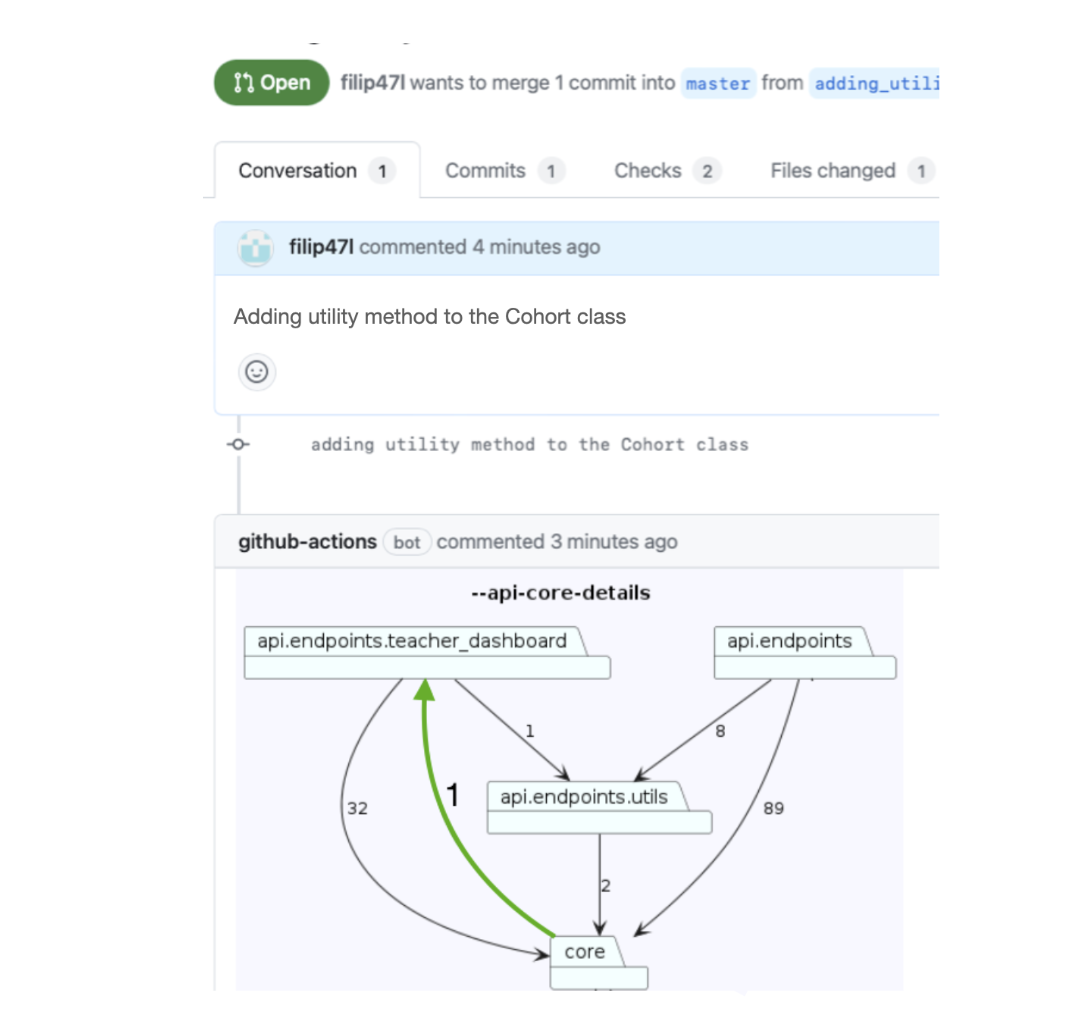 Open filip47l wants to merge 1 commit into master from adding_utili
Conversation 1 Commits 1 Checks 2 Files changed 1
filip47l commented 4 minutes ago
Adding utility method to the Cohort class
adding utility method to the Cohort class
github-actions bot commented 3 minutes ago
--api-core-details
api.endpoints.teacher_dashboard api.endpoints
1 8
1 api.endpoints.utils
32 89
2
core